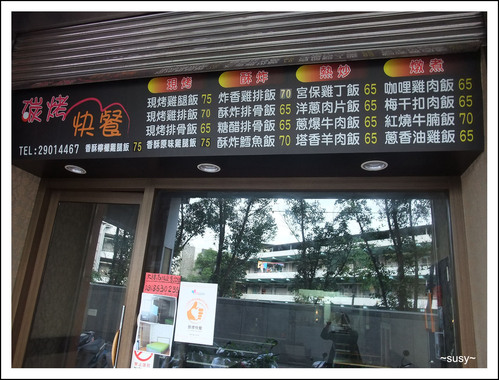 碳烤
快餐
TEL:29014467
現烤
現烤雞腿飯 75
現烤雞排飯 70
現烤排骨飯 65
香酥檸檬雞腿飯 75
香酥原味雞腿飯 75
酥炸
炸香雞排飯 70
酥炸排骨飯 65
糖醋排骨飯 65
酥炸鱈魚飯 70
熱炒
宮保雞丁飯 65
洋蔥肉片飯 65
蔥爆牛肉飯 65
塔香羊肉飯 65
燉煮
咖哩雞肉飯 65
梅干扣肉飯 65
紅燒牛腩飯 70
蔥香油雞飯 65
~susy~